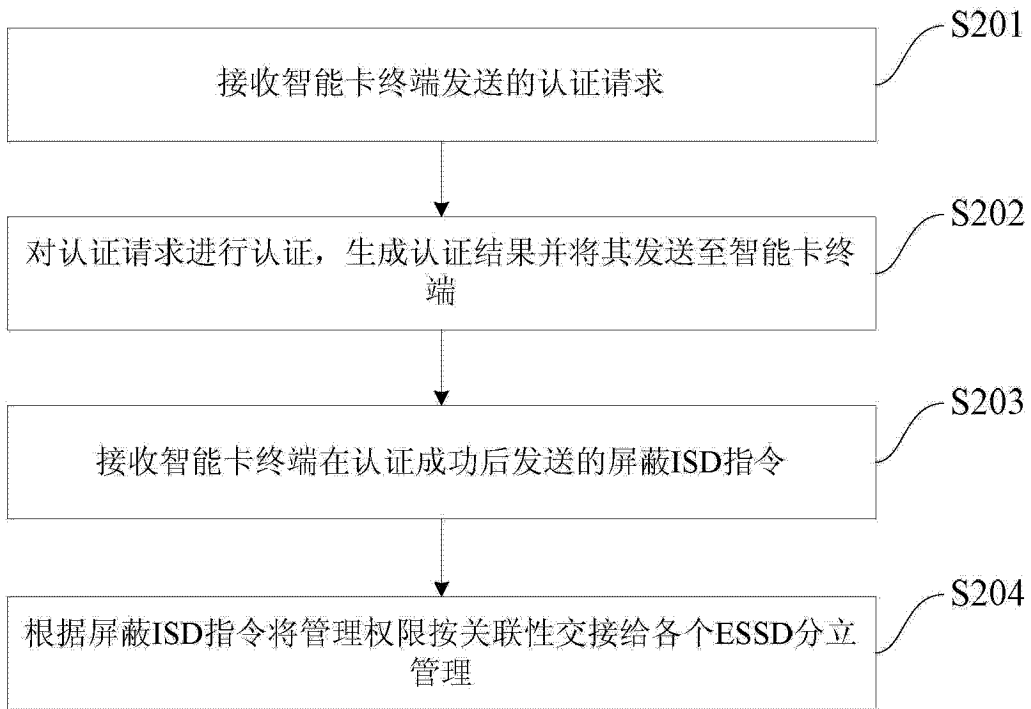 S201
接收智能卡终端发送的认证请求
S202
对认证请求进行认证，生成认证结果并将其发送至智能卡终
端
S203
接收智能卡终端在认证成功后发送的屏蔽ISD指令
S204
根据屏蔽ISD指令将管理权限按关联性交接给各个ESSD分立
管理